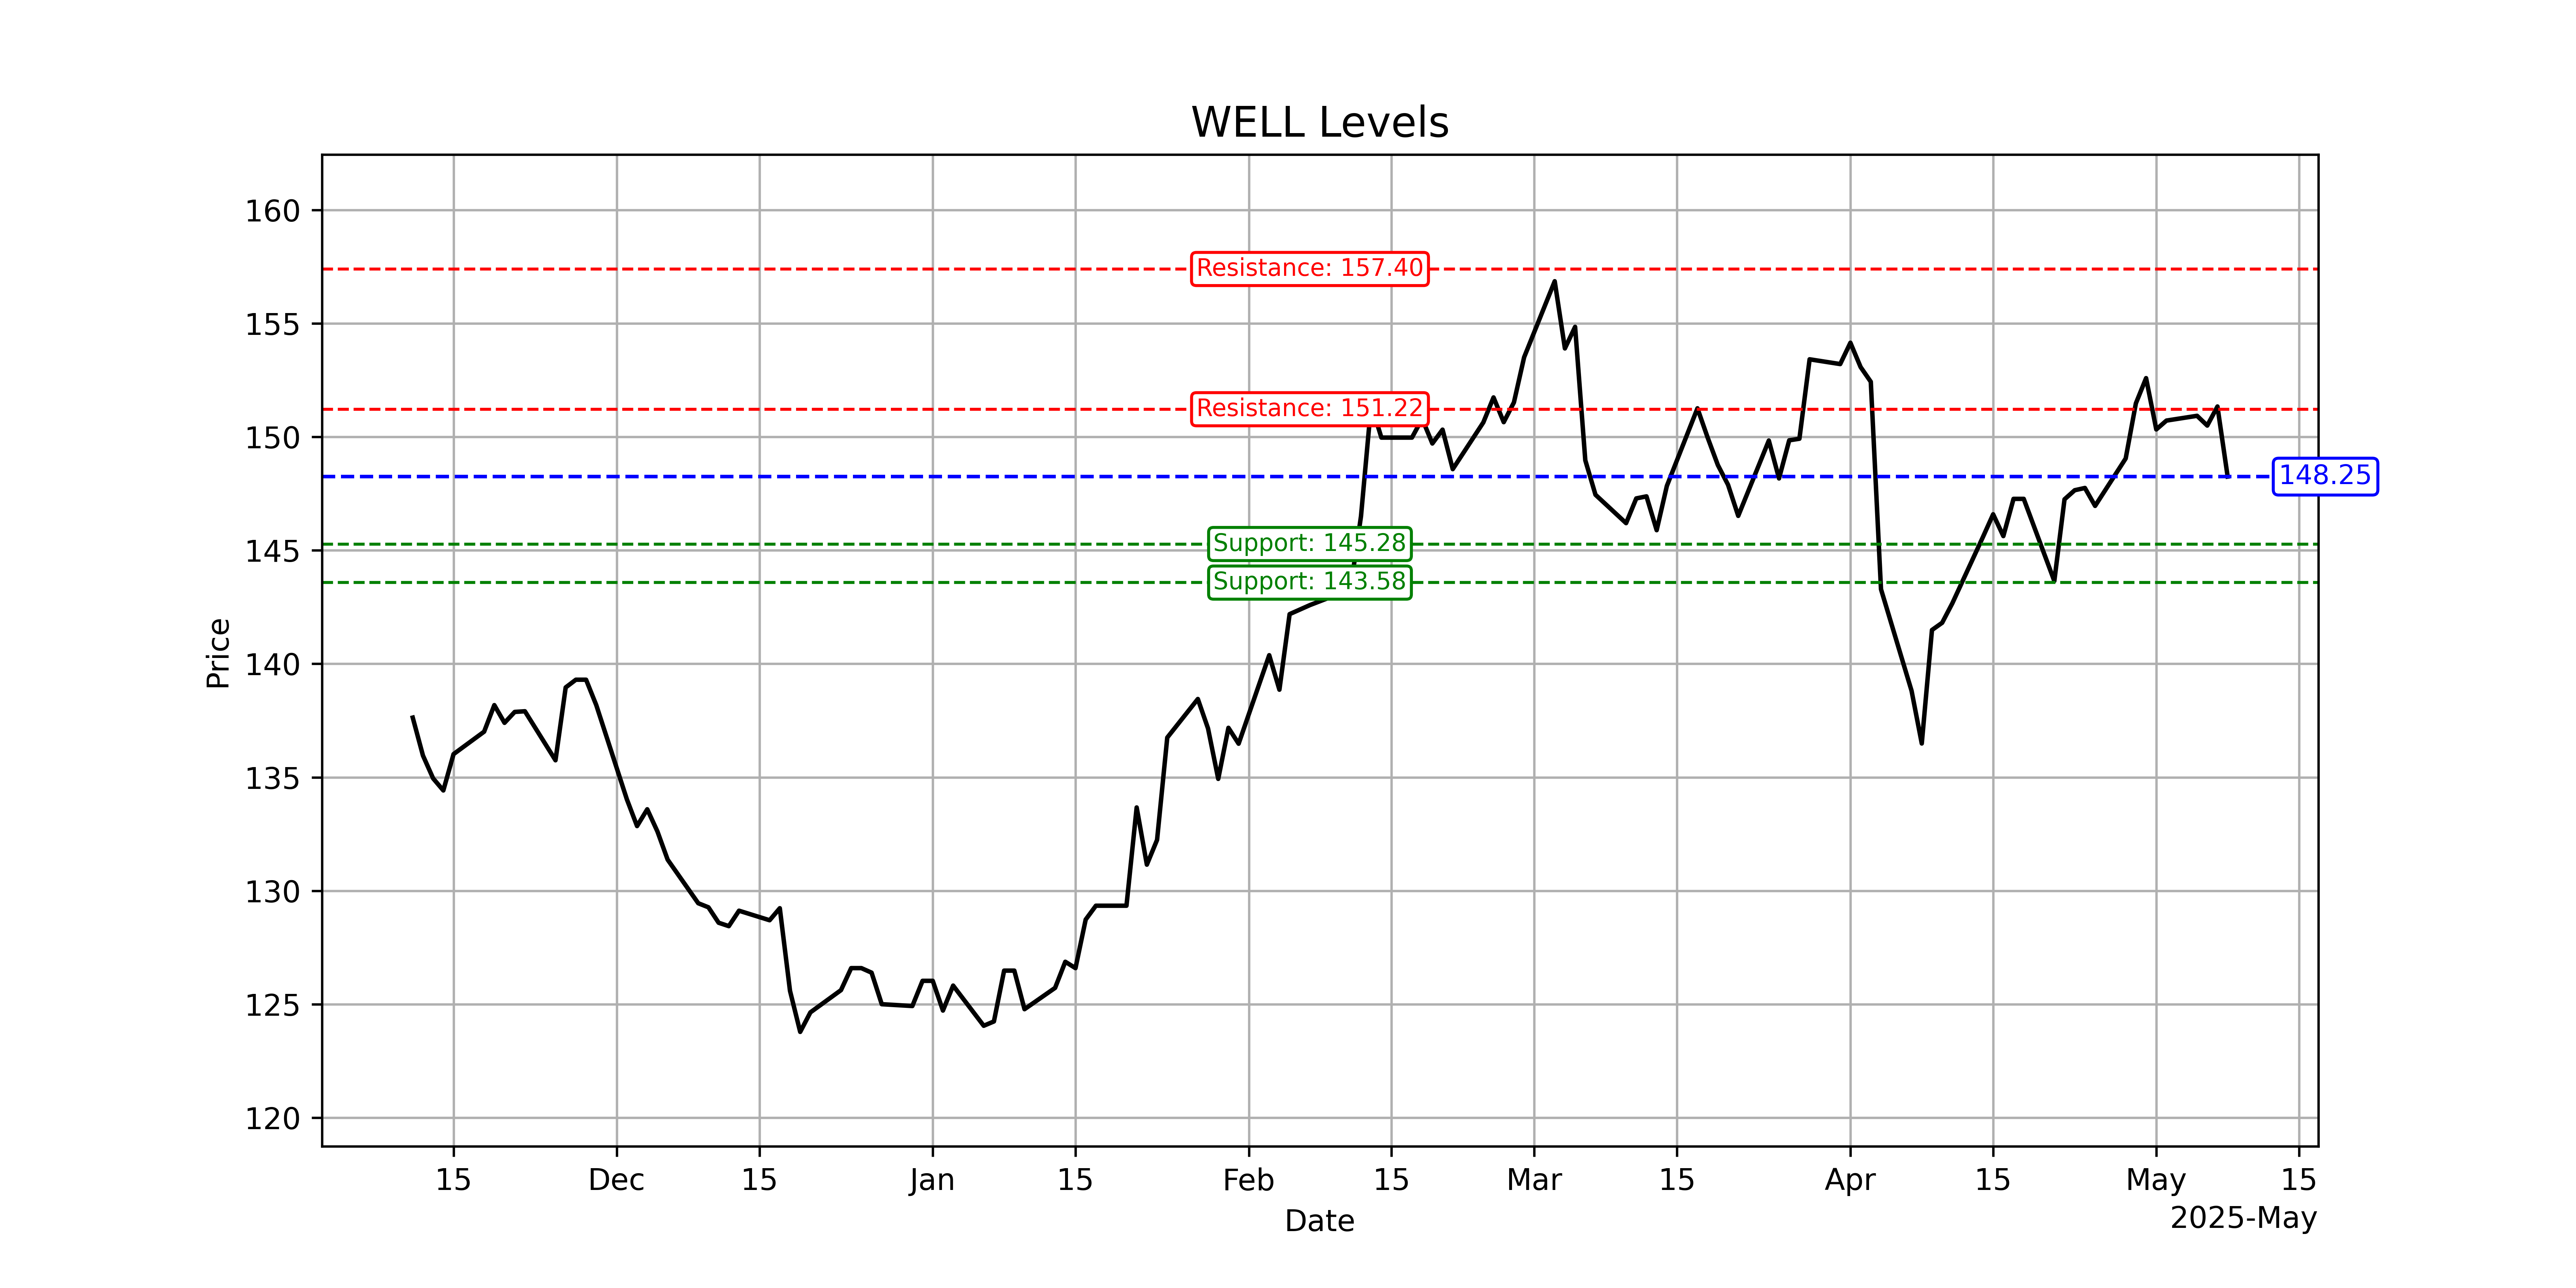 WELL Levels
160
155
150
145
140
135
130
125
120
Price
Resistance: 157.40
Resistance: 151.22
148.25
Support: 145.28
Support: 143.58
15 Dec 15 Jan 15 Feb 15 Mar 15 Apr 15 May 15
Date
2025-May